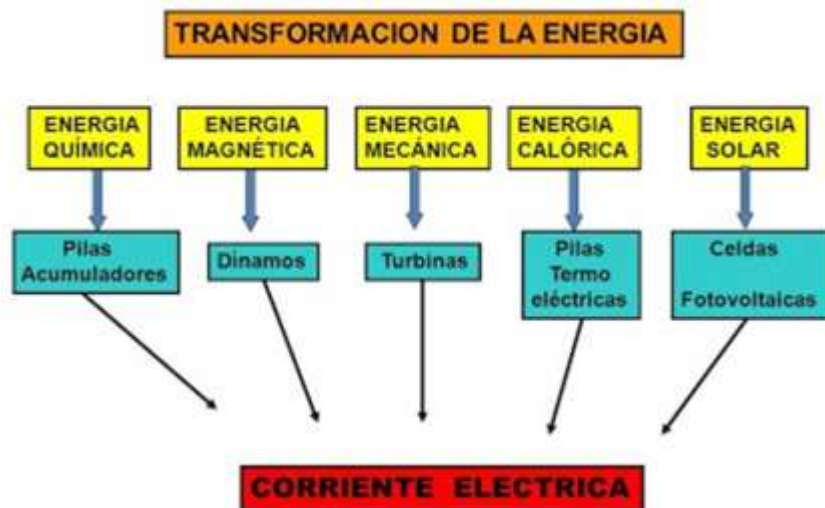 TRANSFORMACION DE LA ENERGIA
ENERGIA
QUÍMICA
ENERGIA
MAGNÉTICA
ENERGIA
MECÁNICA
ENERGIA
CALÓRICA
ENERGIA
SOLAR
Pilas
Acumuladores
Dinamos
Turbinas
Pilas
Termo
eléctricas
Celdas
Fotovoltaicas
CORRIENTE ELECTRICA